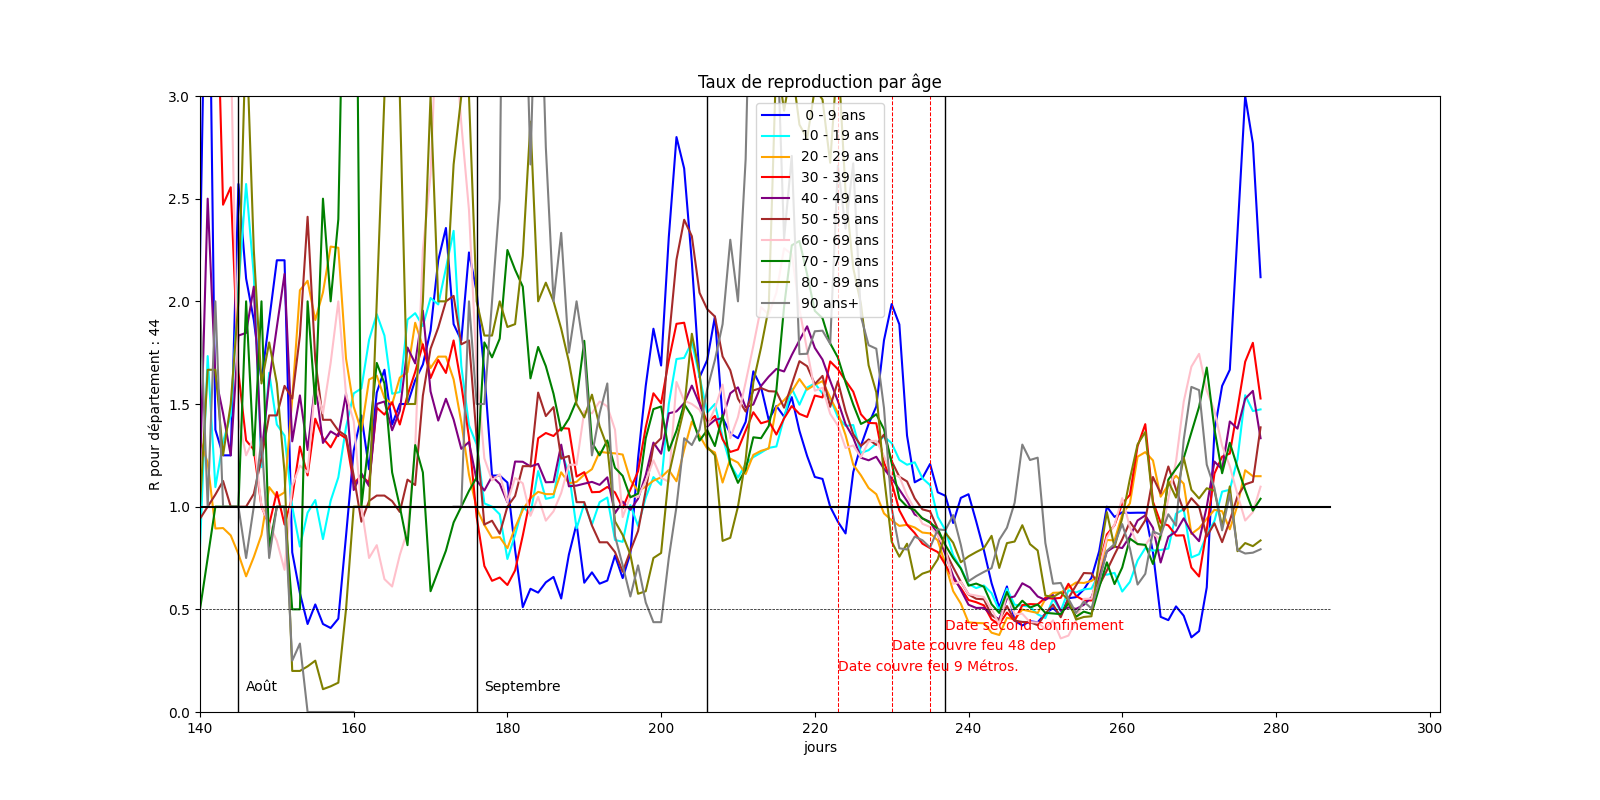 Taux de reproduction par âge
3.0
2.5
2.0
1.5
1.0
0.5
0.0
R pour département : 44
0 - 9 ans
10 - 19 ans
20 - 29 ans
30 - 39 ans
40 - 49 ans
50 - 59 ans
60 - 69 ans
70 - 79 ans
80 - 89 ans
90 ans+
Date second confinement
Date couvre feu 48 dep
Date couvre feu 9 Métros.
Août
Septembre
140
160
180
200
220
240
260
280
300
jours